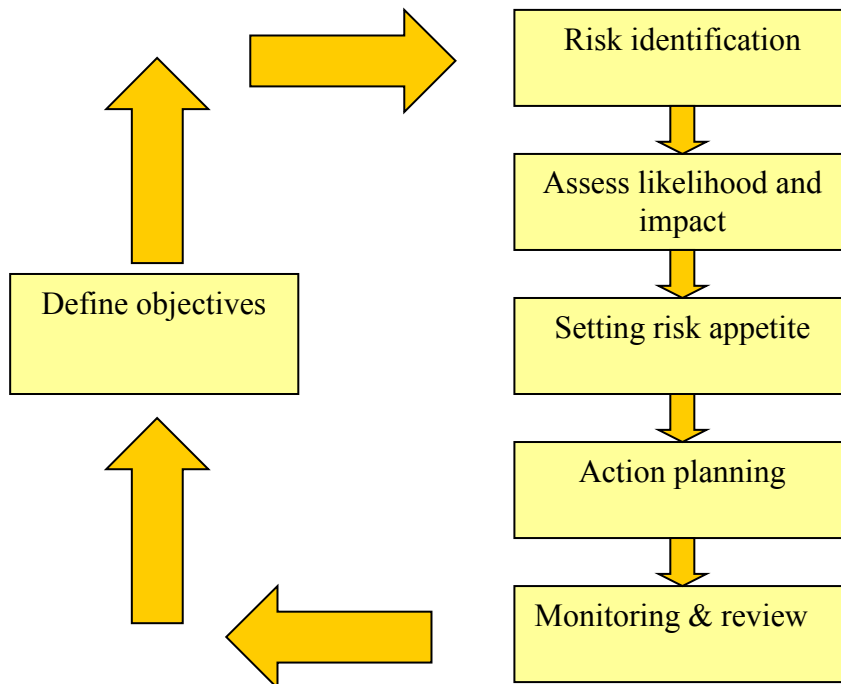 Risk identification
Assess likelihood and
impact
Define objectives
Setting risk appetite
Action planning
Monitoring & review